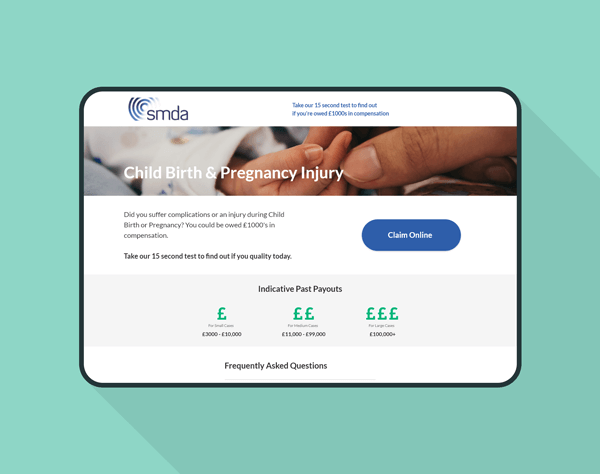 smda
Take our 15 second test to find out
if you're owed £1000s in compensation
Child Birth & Pregnancy Injury
Did you suffer complications or an injury during Child
Birth or Pregnancy? You could be owed £1000's in
compensation.
Claim Online
Take our 15 second test to find out if you quality today.
Indicative Past Payouts
£ ££ £££
For Small Cases For Medium Cases For Large Cases
£3000 - £10,000 £11,000 - £99,000 £100,000+
Frequently Asked Questions